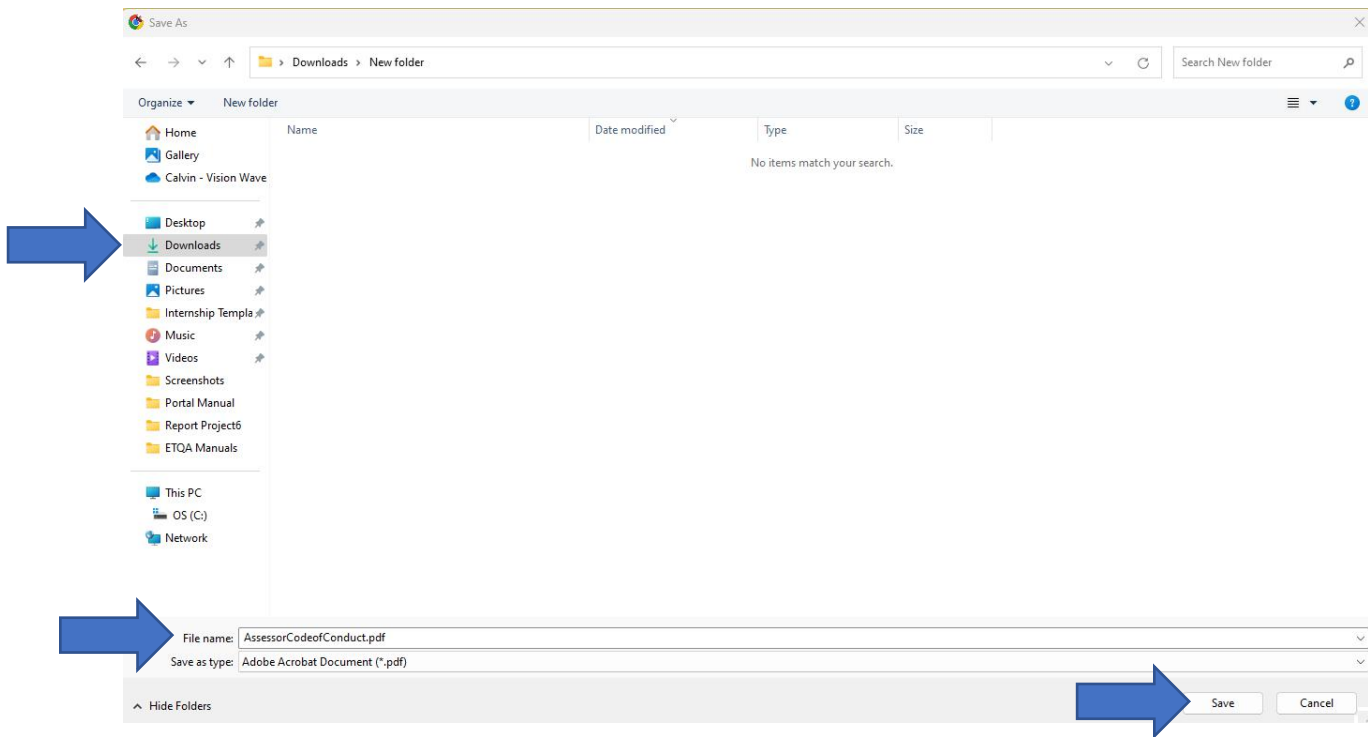 Save As
Downloads > New folder
Search New folder
Organize
New folder
Name
Date modified
Type
Size
No items match your search.
Home
Gallery
Calvin - Vision Wave
Desktop
Downloads
Documents
Pictures
Internship Templa
Music
Videos
Screenshots
Portal Manual
Report Project6
ETQA Manuals
This PC
OS (C:)
Network
File name: AssessorCodeofConduct.pdf
Save as type: Adobe Acrobat Document (*.pdf)
Hide Folders
Save
Cancel